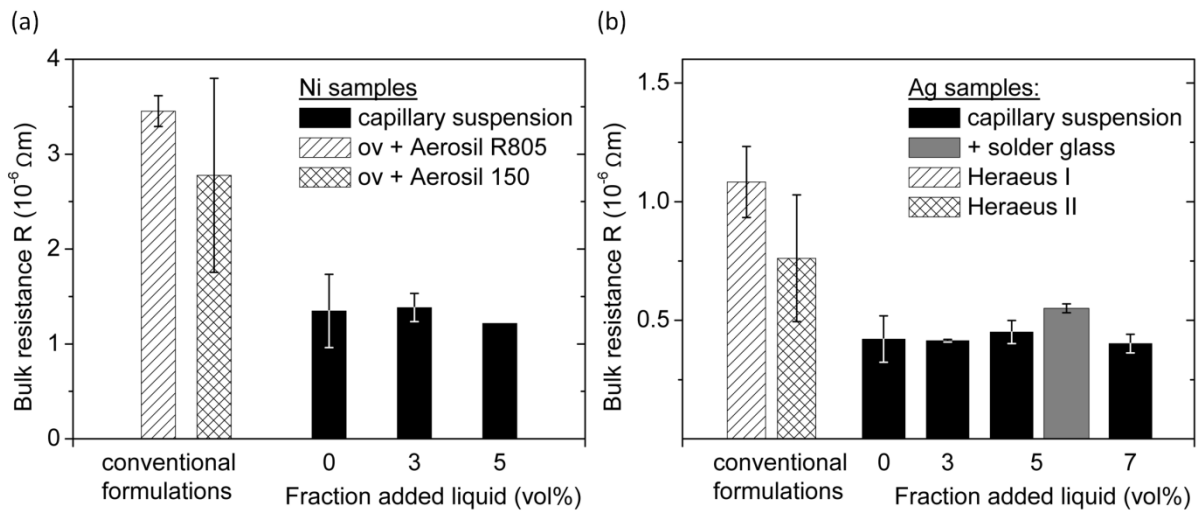 (a)
Bulk resistance R (10⁻⁶ Ωm)
4
3
2
1
0
Ni samples
capillary suspension
ov + Aerosil R805
ov + Aerosil 150
conventional
formulations
0 3 5
Fraction added liquid (vol%)
(b)
Bulk resistance R (10⁻⁶ Ωm)
1.5
1.0
0.5
Ag samples:
capillary suspension
+ solder glass
Heraeus I
Heraeus II
conventional
formulations
0 3 5 7
Fraction added liquid (vol%)